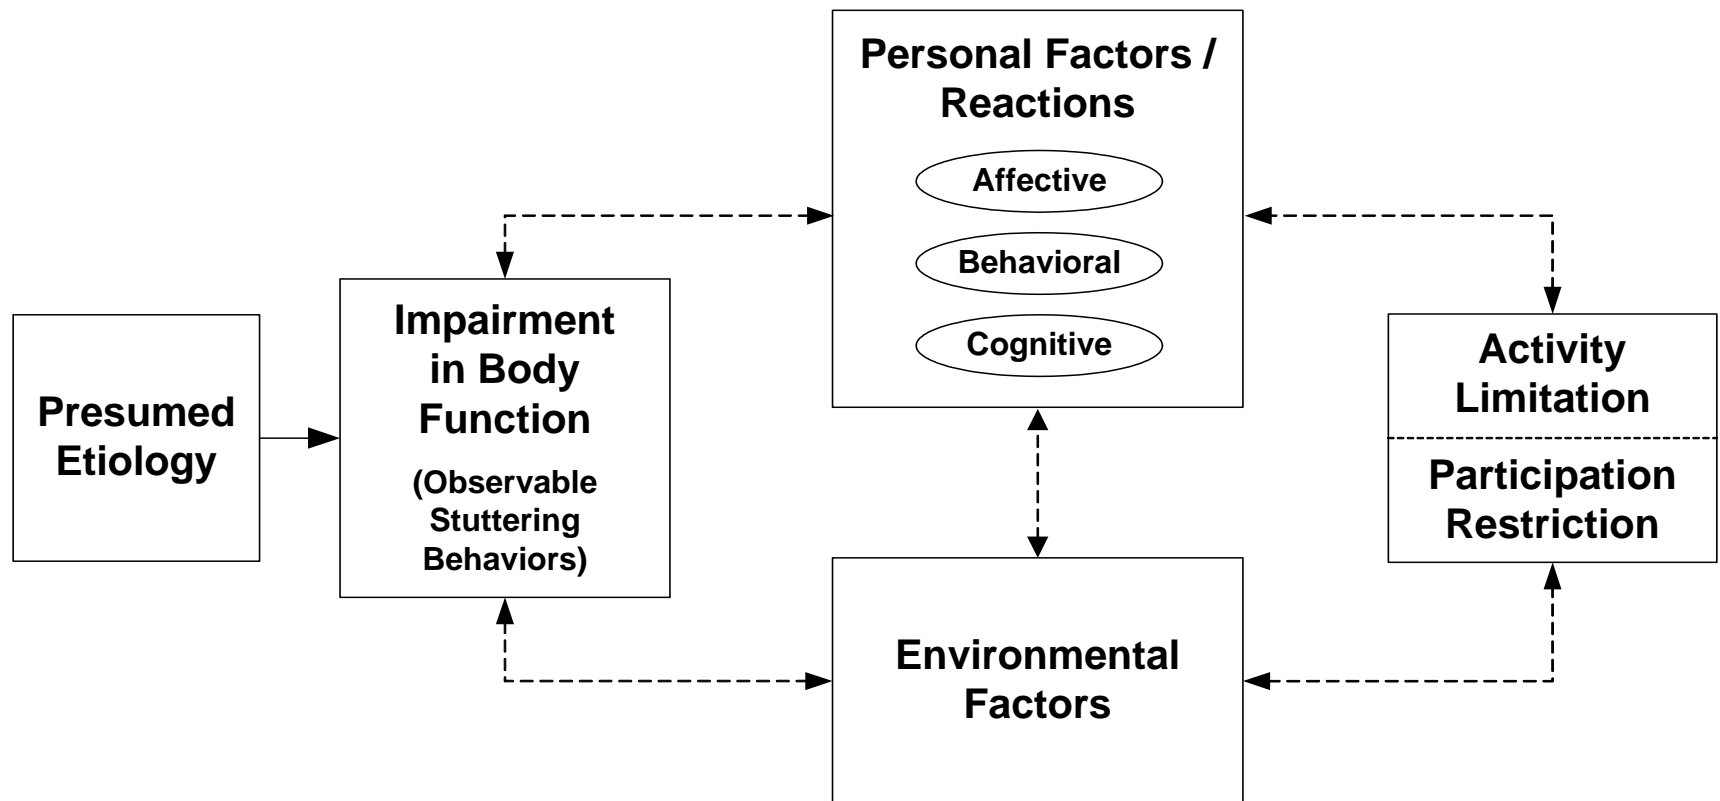 Presumed
Etiology
Impairment
in Body
Function
(Observable
Stuttering
Behaviors)
Personal Factors /
Reactions
Affective
Behavioral
Cognitive
Environmental
Factors
Activity
Limitation
Participation
Restriction